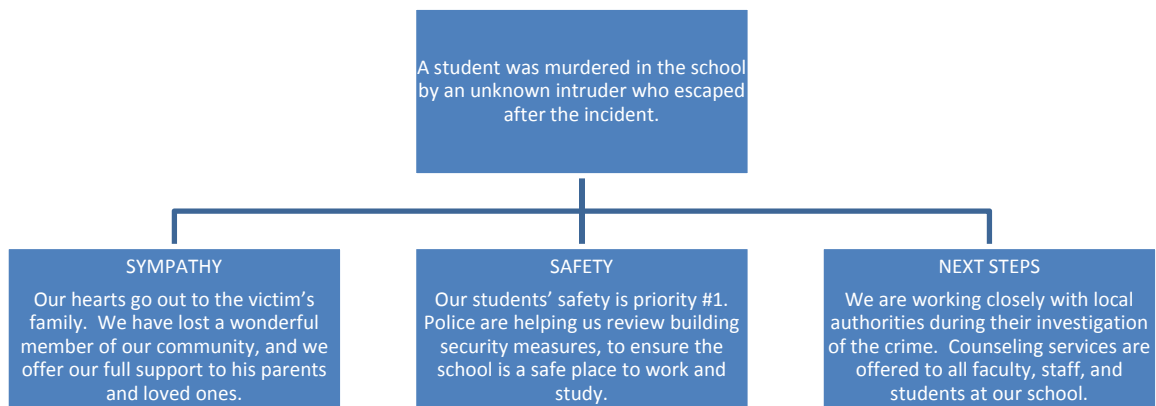 A student was murdered in the school
by an unknown intruder who escaped
after the incident.
SYMPATHY
Our hearts go out to the victim’s
family.  We have lost a wonderful
member of our community, and we
offer our full support to his parents
and loved ones.
SAFETY
Our students’ safety is priority #1.
Police are helping us review building
security measures, to ensure the
school is a safe place to work and
study.
NEXT STEPS
We are working closely with local
authorities during their investigation
of the crime.  Counseling services are
offered to all faculty, staff, and
students at our school.